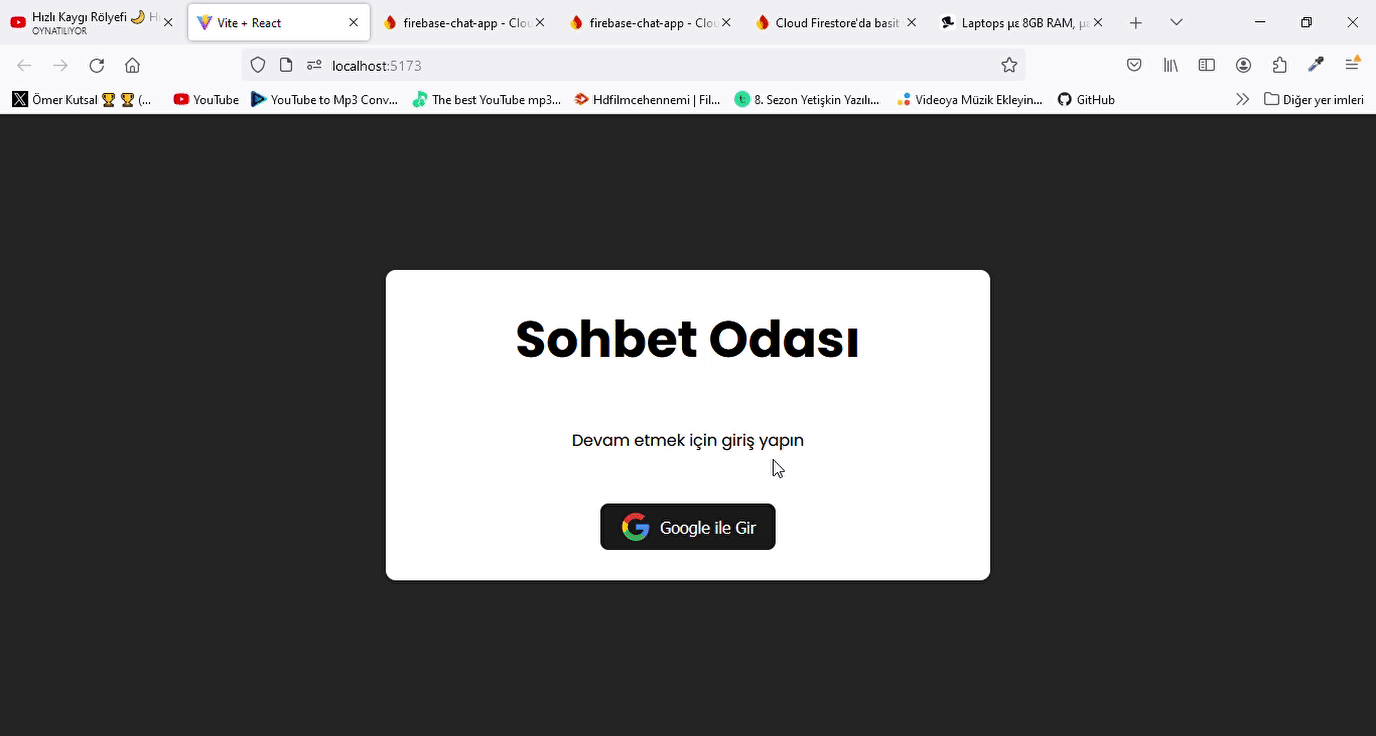 Hızlı Kaygı Rölyefi 🌙 H
OYNATILIYOR
Vite + React
firebase-chat-app - Clou
firebase-chat-app - Clou
Cloud Firestore'da basit
Laptops με 8GB RAM, με
localhost:5173
Ömer Kutsal 🏆 🏆 (...
YouTube
YouTube to Mp3 Conv...
The best YouTube mp3...
Hdfilmcehennemi | Fil...
8. Sezon Yetişkin Yazılı...
Videoya Müzik Ekleyin...
GitHub
Diğer yer imleri
Sohbet Odası
Devam etmek için giriş yapın
Google ile Gir